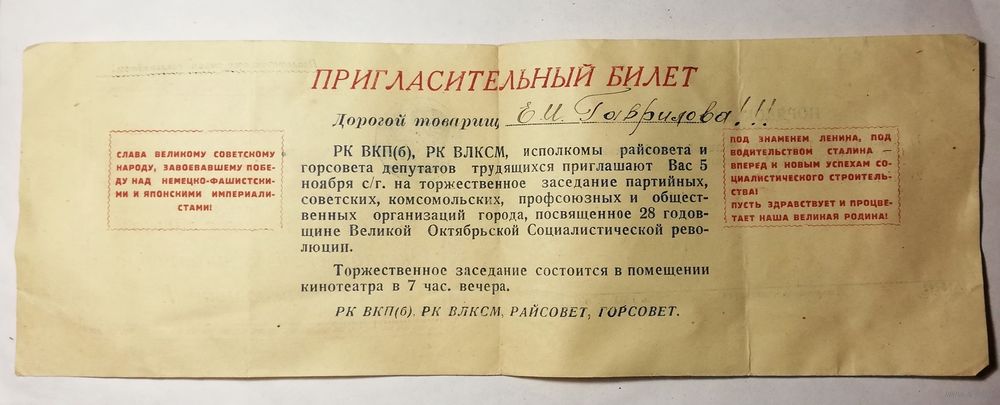 ПРИГЛАСИТЕЛЬНЫЙ БИЛЕТ
Дорогой товарищ Е.М. Гаврилова!!!
СЛАВА ВЕЛИКОМУ СОВЕТСКОМУ
НАРОДУ, ЗАВОЕВАВШЕМУ ПОБЕ-
ДУ НАД НЕМЕЦКО-ФАШИСТСКИ-
МИ И ЯПОНСКИМИ ИМПЕРИАЛИ-
СТАМИ!
РК ВКП(б), РК ВЛКСМ, исполкомы райсовета и
горсовета депутатов трудящихся приглашают Вас 5
ноября с/г. на торжественное заседание партийных,
советских, комсомольских, профсоюзных и общест-
венных организаций города, посвященное 28 годов-
щине Великой Октябрьской Социалистической рево-
люции.
Торжественное заседание состоится в помещении
кинотеатра в 7 час. вечера.
РК ВКП(б), РК ВЛКСМ, РАЙСОВЕТ, ГОРСОВЕТ.
ПОД ЗНАМЕНЕМ ЛЕНИНА, ПОД
ВОДИТЕЛЬСТВОМ СТАЛИНА —
ВПЕРЕД К НОВЫМ УСПЕХАМ СО-
ЦИАЛИСТИЧЕСКОГО СТРОИТЕЛЬ-
СТВА!
ПУСТЬ ЗДРАВСТВУЕТ И ПРОЦВЕ-
ТАЕТ НАША ВЕЛИКАЯ РОДИНА!